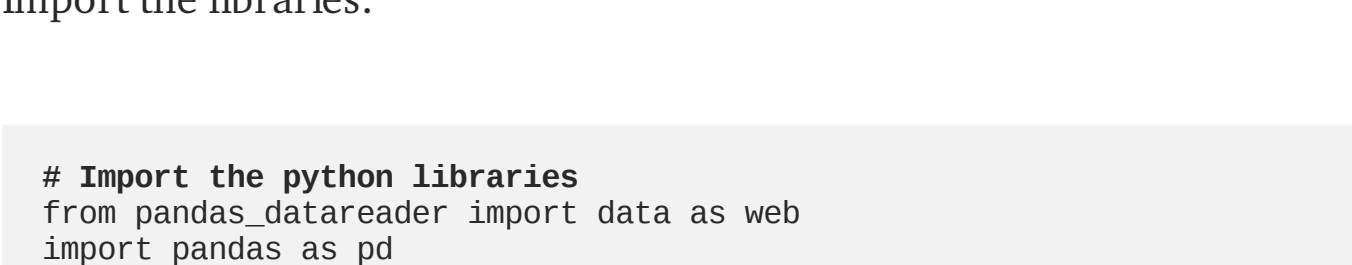 import the libraries.
# Import the python libraries
from pandas_datareader import data as web
import pandas as pd